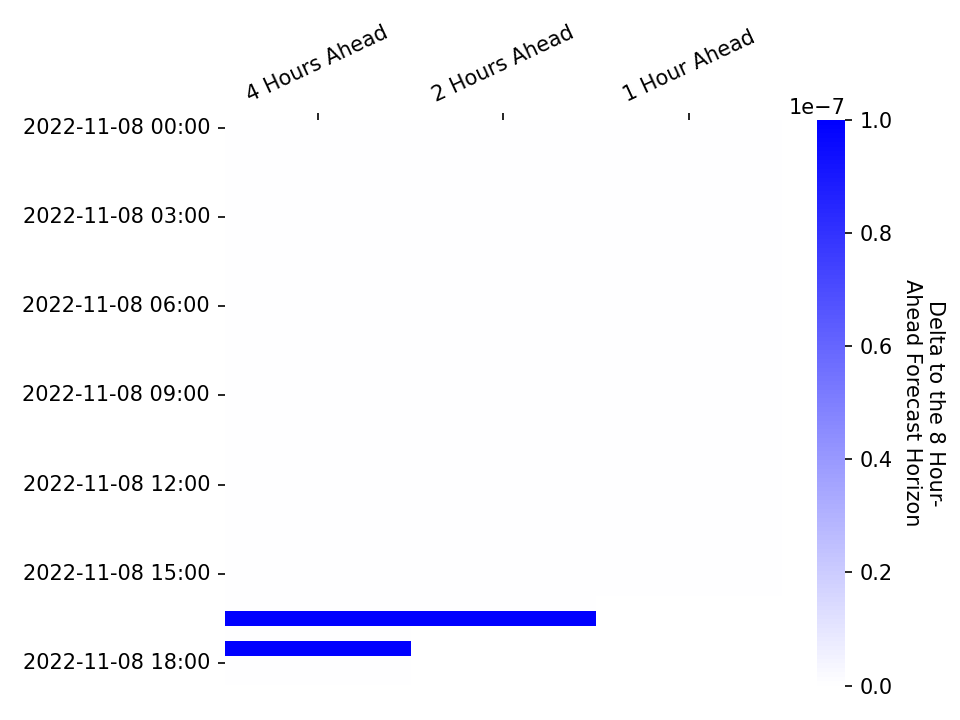 4 Hours Ahead
2 Hours Ahead
1 Hour Ahead
1e−7
2022-11-08 00:00
2022-11-08 03:00
2022-11-08 06:00
2022-11-08 09:00
2022-11-08 12:00
2022-11-08 15:00
2022-11-08 18:00
1.0
0.8
0.6
0.4
0.2
0.0
Delta to the 8 Hour-
Ahead Forecast Horizon